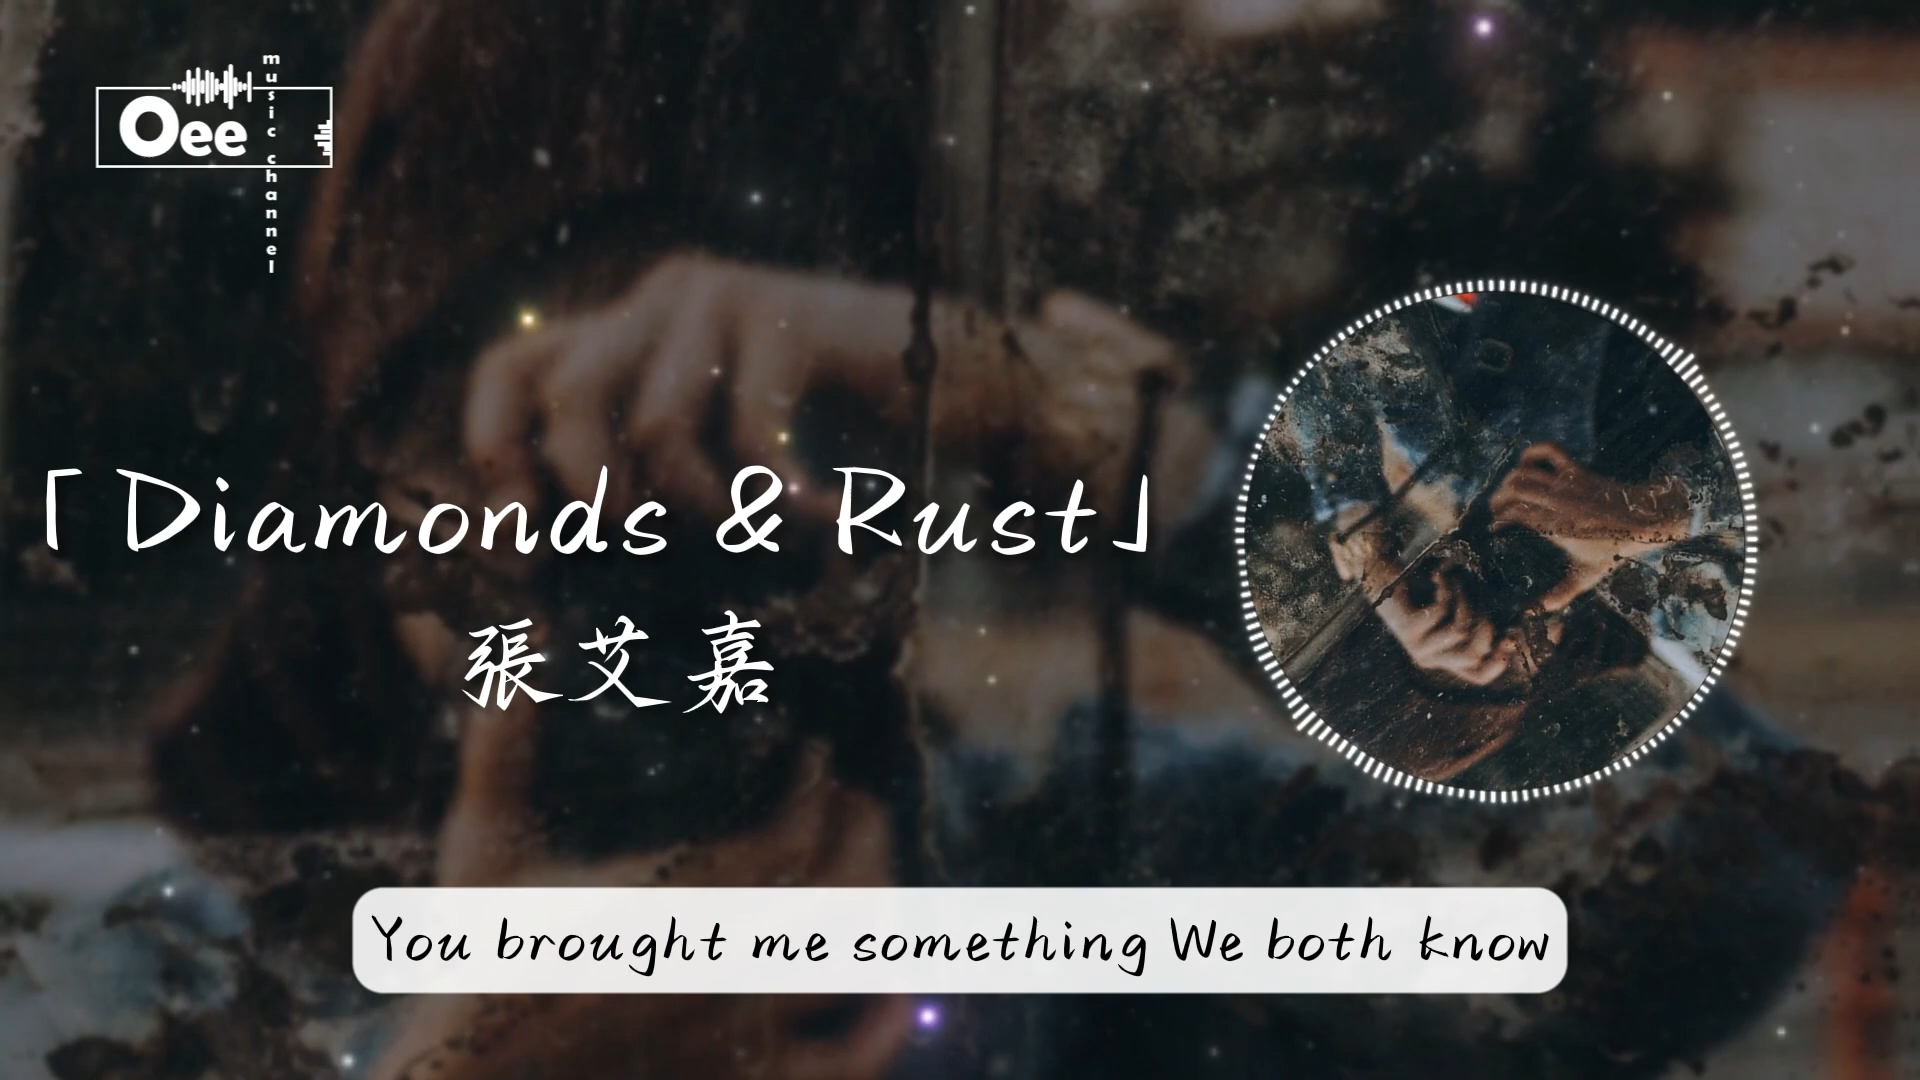 Oee
music channel
「Diamonds & Rust」
張艾嘉
You brought me something We both know